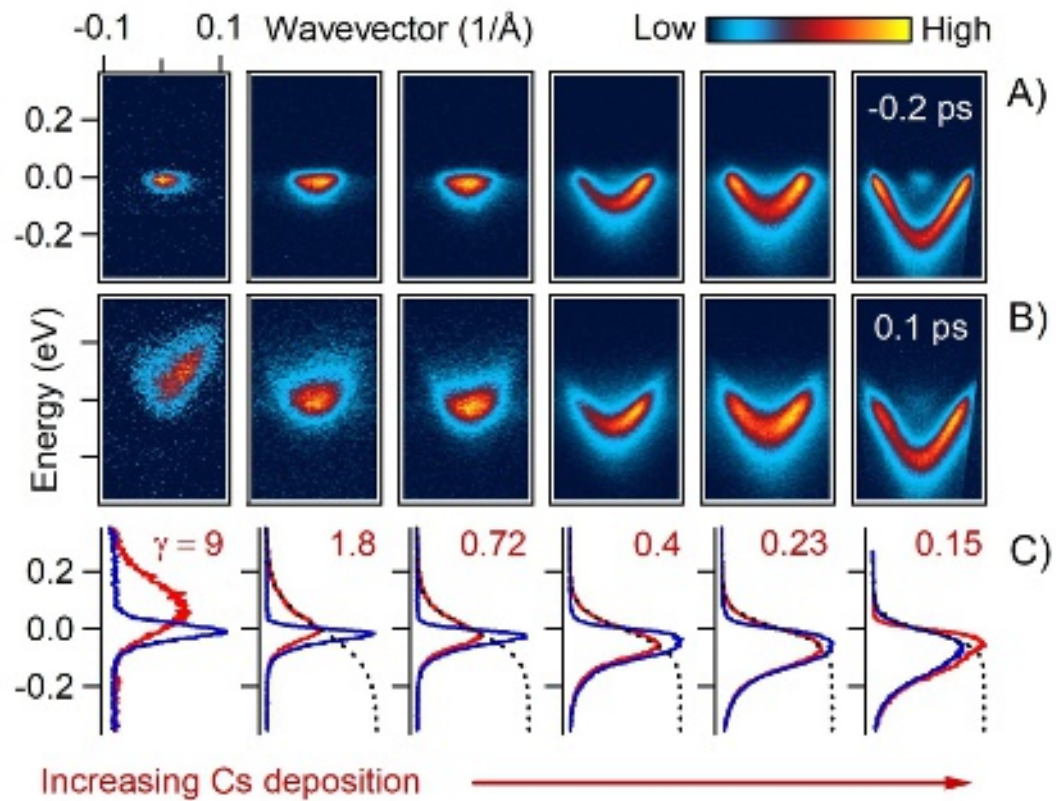 -0.1 0.1 Wavevector (1/Å) Low High
A)
-0.2 ps
0.2
0.0
-0.2
B)
0.1 ps
Energy (eV)
C)
γ = 9 1.8 0.72 0.4 0.23 0.15
0.2
0.0
-0.2
Increasing Cs deposition